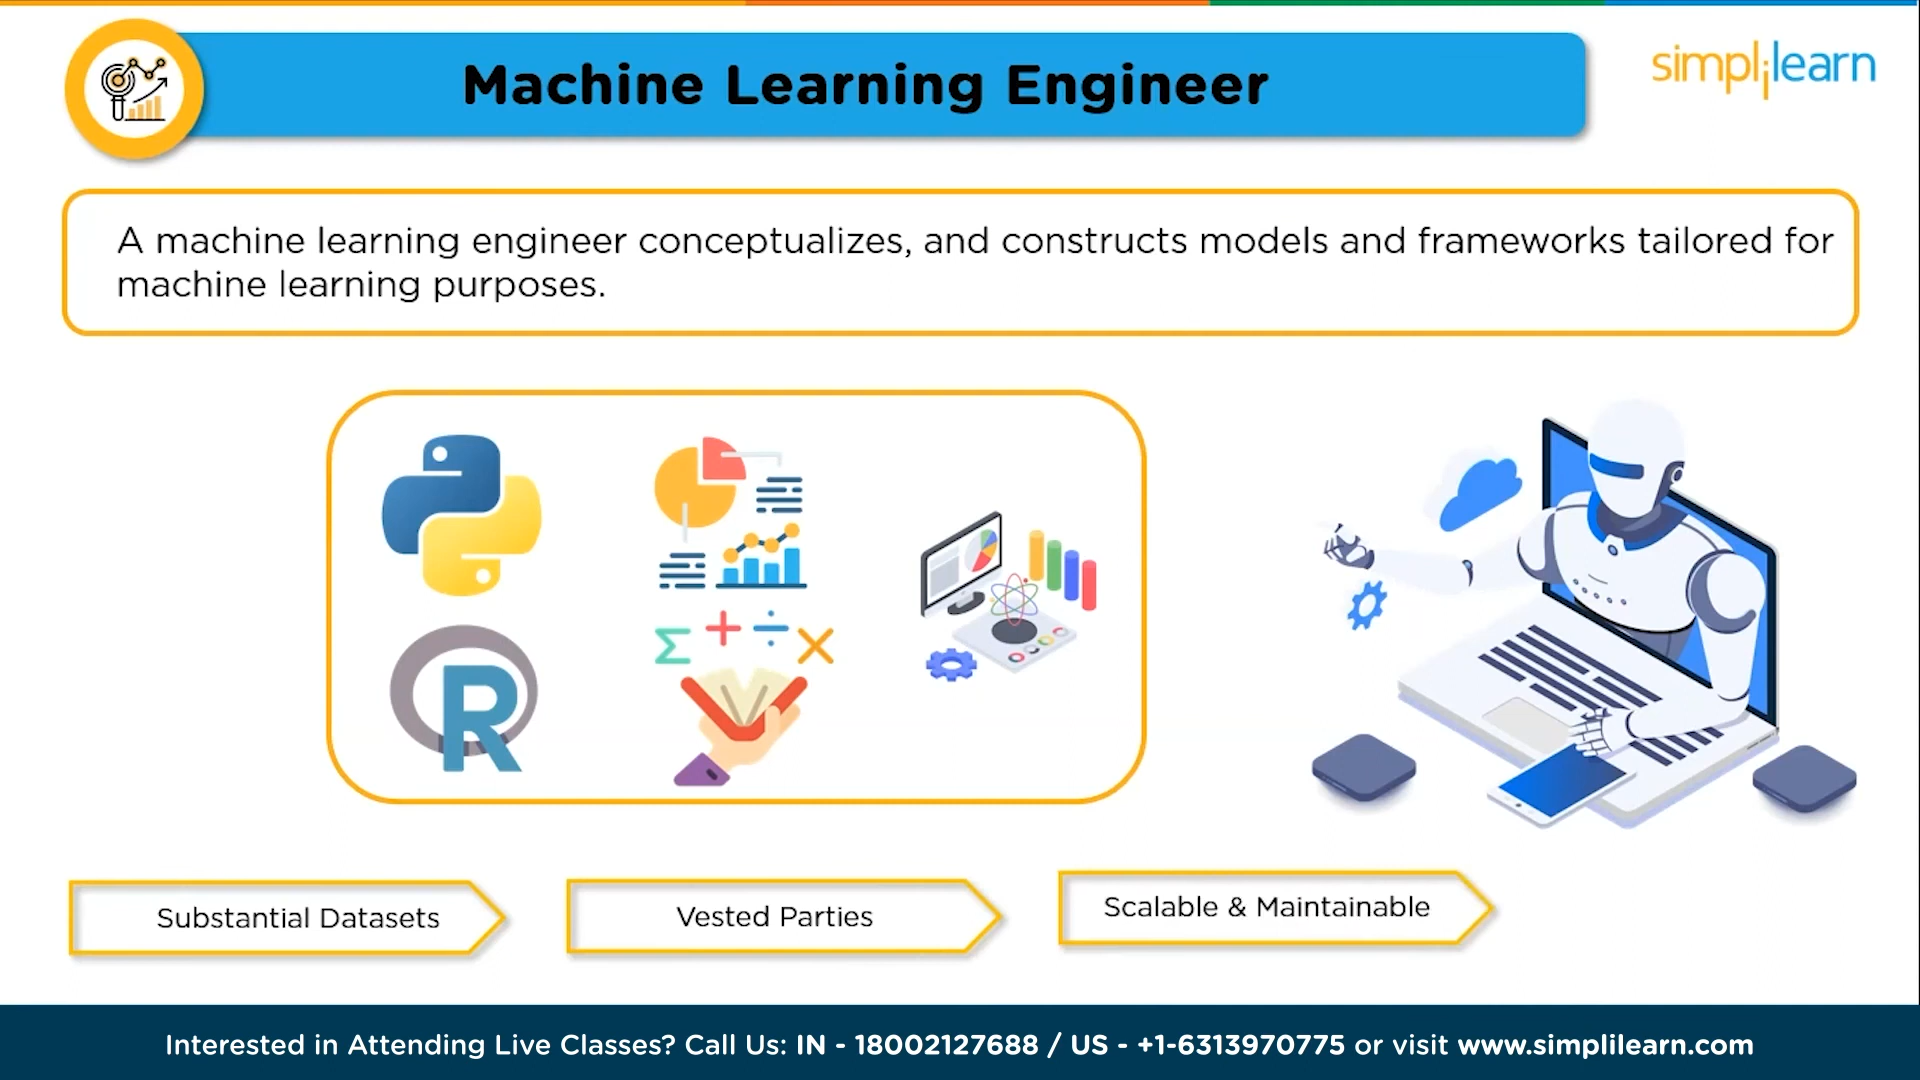 Machine Learning Engineer
simplilearn
A machine learning engineer conceptualizes, and constructs models and frameworks tailored for
machine learning purposes.
R
Substantial Datasets
Vested Parties
Scalable & Maintainable
Interested in Attending Live Classes? Call Us: IN - 18002127688 / US - +1-6313970775 or visit www.simplilearn.com